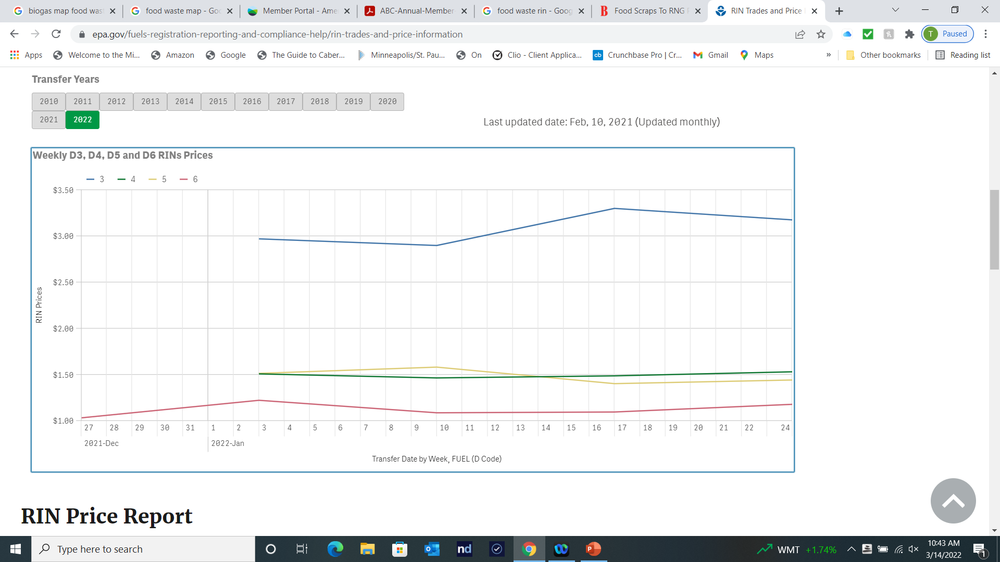 biogas map food wast
food waste map - Goo
Member Portal - Ame
ABC-Annual-Member-
food waste rin - Goog
Food Scraps To RNG P
RIN Trades and Price
epa.gov/fuels-registration-reporting-and-compliance-help/rin-trades-and-price-information
T Paused
Apps Welcome to the Mi... Amazon Google The Guide to Caber... Minneapolis/St. Pau... On Clio - Client Applica... cb Crunchbase Pro | Cr... Gmail Maps » Other bookmarks Reading list
Transfer Years
2010 2011 2012 2013 2014 2015 2016 2017 2018 2019 2020
2021 2022
Last updated date: Feb, 10, 2021 (Updated monthly)
Weekly D3, D4, D5 and D6 RINs Prices
3 4 5 6
$3.50
$3.00
$2.50
$2.00
$1.50
$1.00
RIN Prices
27 28 29 30 31 1 2 3 4 5 6 7 8 9 10 11 12 13 14 15 16 17 18 19 20 21 22 24
2021-Dec 2022-Jan
Transfer Date by Week, FUEL (D Code)
RIN Price Report
Type here to search
nd
WMT +1.74%
10:43 AM
3/14/2022
1